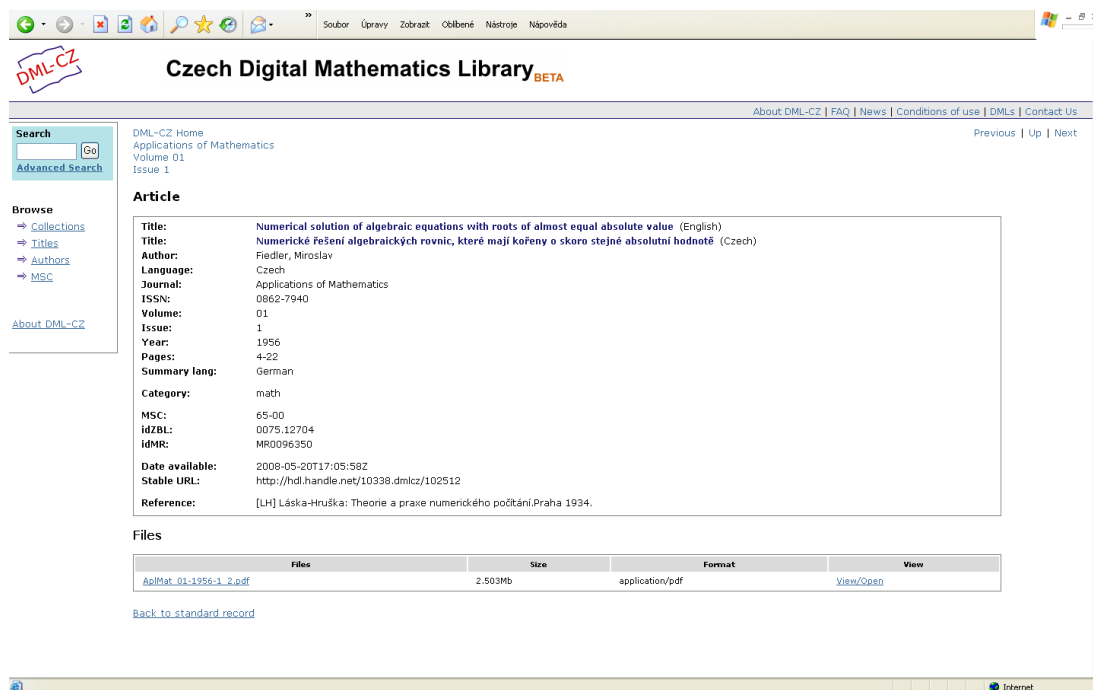 » Soubor Úpravy Zobrazit Oblíbené Nástroje Nápověda
DML-CZ
Czech Digital Mathematics Library BETA
About DML-CZ | FAQ | News | Conditions of use | DMLs | Contact Us
Search
Go
Advanced Search
Browse
⇒ Collections
⇒ Titles
⇒ Authors
⇒ MSC
About DML-CZ
DML-CZ Home
Applications of Mathematics
Volume 01
Issue 1
Previous | Up | Next
Article
Title: Numerical solution of algebraic equations with roots of almost equal absolute value (English)
Title: Numerické řešení algebraických rovnic, které mají kořeny o skoro stejné absolutní hodnotě (Czech)
Author: Fiedler, Miroslav
Language: Czech
Journal: Applications of Mathematics
ISSN: 0862-7940
Volume: 01
Issue: 1
Year: 1956
Pages: 4-22
Summary lang: German
Category: math
MSC: 65-00
idZBL: 0075.12704
idMR: MR0096350
Date available: 2008-05-20T17:05:58Z
Stable URL: http://hdl.handle.net/10338.dmlcz/102512
Reference: [LH] Láska-Hruška: Theorie a praxe numerického počítání.Praha 1934.
Files
Files Size Format View
AplMat_01-1956-1_2.pdf 2.503Mb application/pdf View/Open
Back to standard record
Internet